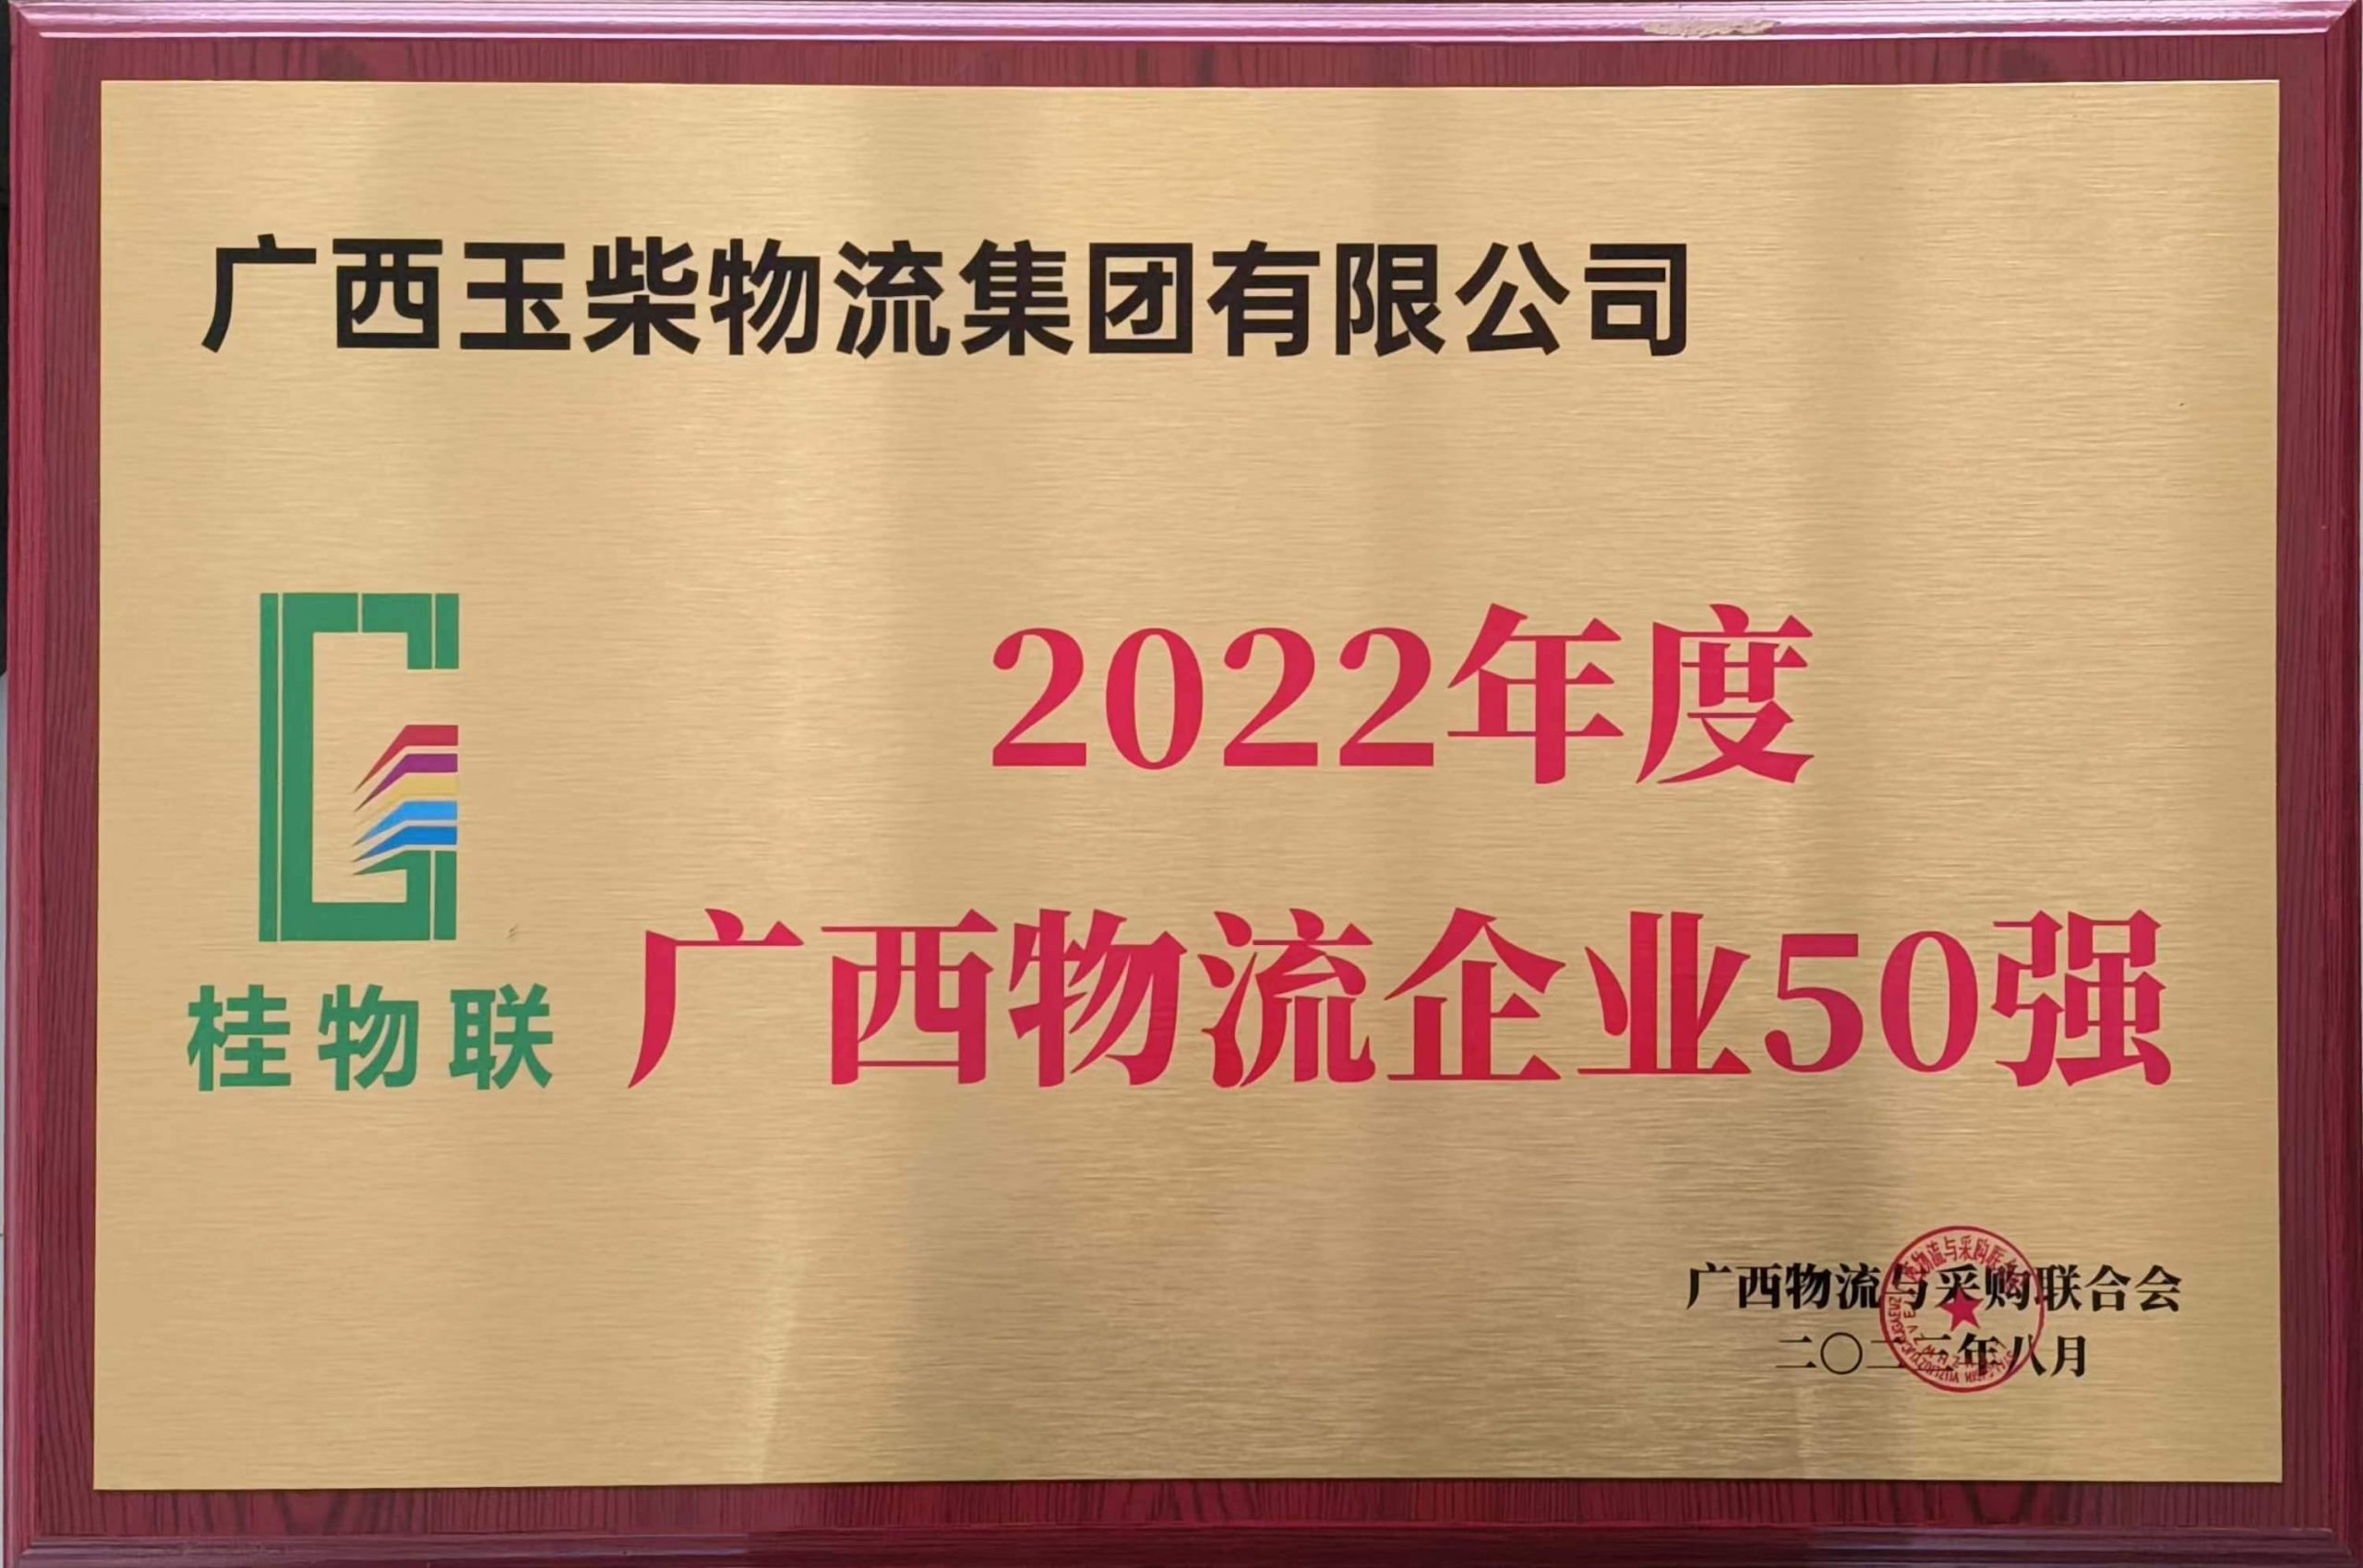 广西玉柴物流集团有限公司
2022年度
广西物流企业50强
桂物联
广西物流与采购联合会
二〇二三年八月